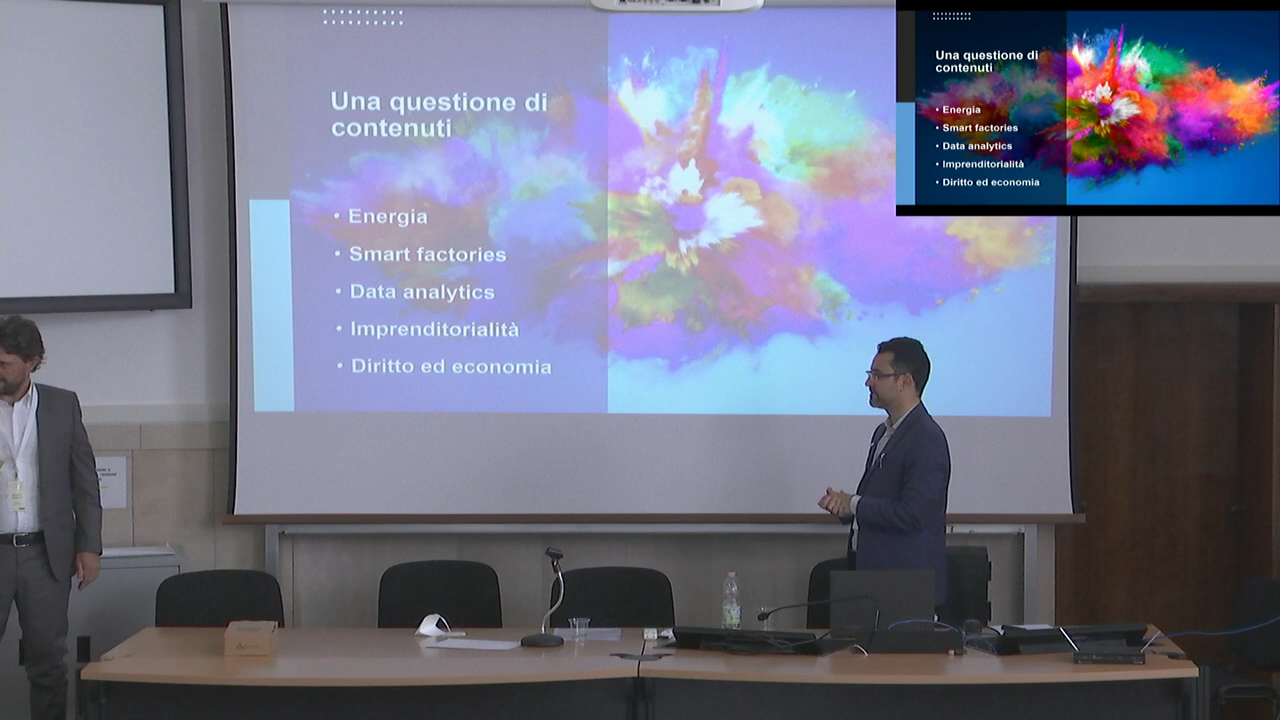 Una questione di
contenuti
• Energia
• Smart factories
• Data analytics
• Imprenditorialità
• Diritto ed economia
Una questione di
contenuti
• Energia
• Smart factories
• Data analytics
• Imprenditorialità
• Diritto ed economia